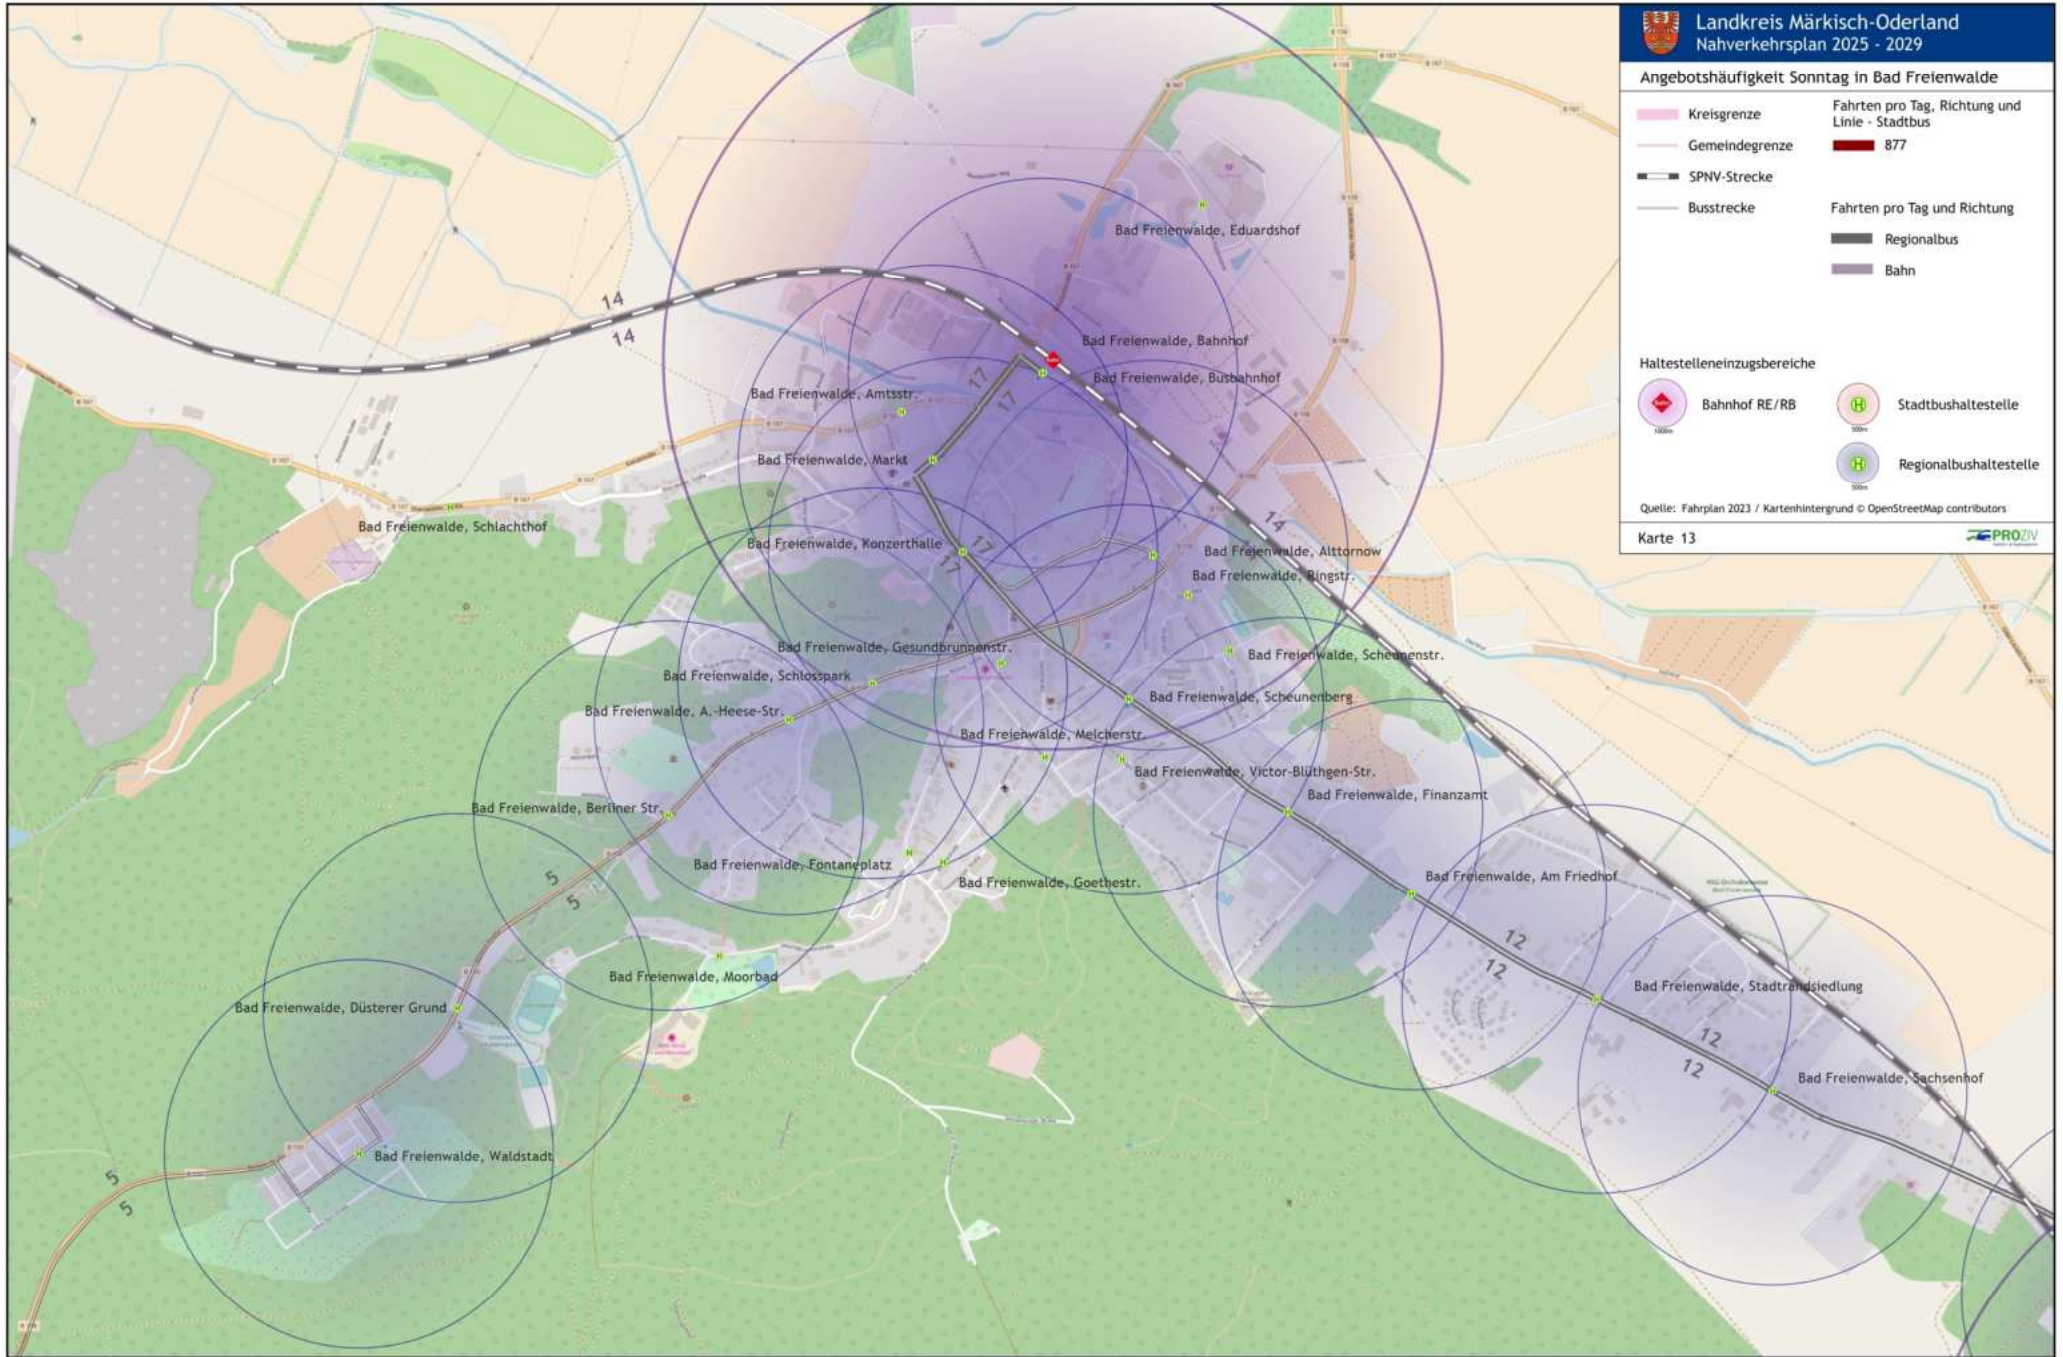 Landkreis Märkisch-Oderland
Nahverkehrsplan 2025 - 2029
Angebotshäufigkeit Sonntag in Bad Freienwalde
Kreisgrenze
Gemeindegrenze
SPNV-Strecke
Busstrecke
Fahrten pro Tag, Richtung und
Linie - Stadtbus
877
Fahrten pro Tag und Richtung
Regionalbus
Bahn
Haltestelleneinzugsbereiche
Bahnhof RE/RB
1000m
Stadtbushaltestelle
500m
Regionalbushaltestelle
500m
Quelle: Fahrplan 2023 / Kartenhintergrund © OpenStreetMap contributors
Karte 13
PROZIV
Bad Freienwalde, Eduardshof
14
14
Bad Freienwalde, Bahnhof
Bad Freienwalde, Busbahnhof
17
17
Bad Freienwalde, Amtsstr.
Bad Freienwalde, Markt
Bad Freienwalde, Schlachthof
14
Bad Freienwalde, Konzerthalle
17
17
Bad Freienwalde, Alttornow
Bad Freienwalde, Ringstr.
Bad Freienwalde, Gesundbrunnenstr.
Bad Freienwalde, Scheunenstr.
Bad Freienwalde, Schlosspark
Bad Freienwalde, Scheunenberg
Bad Freienwalde, A.-Heese-Str.
Bad Freienwalde, Melcherstr.
Bad Freienwalde, Victor-Blüthgen-Str.
Bad Freienwalde, Finanzamt
Bad Freienwalde, Berliner Str.
Bad Freienwalde, Fontaneplatz
Bad Freienwalde, Goethestr.
Bad Freienwalde, Am Friedhof
5
5
12
12
Bad Freienwalde, Moorbad
Bad Freienwalde, Stadtrandsiedlung
Bad Freienwalde, Düsterer Grund
12
12
Bad Freienwalde, Sachsenhof
Bad Freienwalde, Waldstadt
5
5